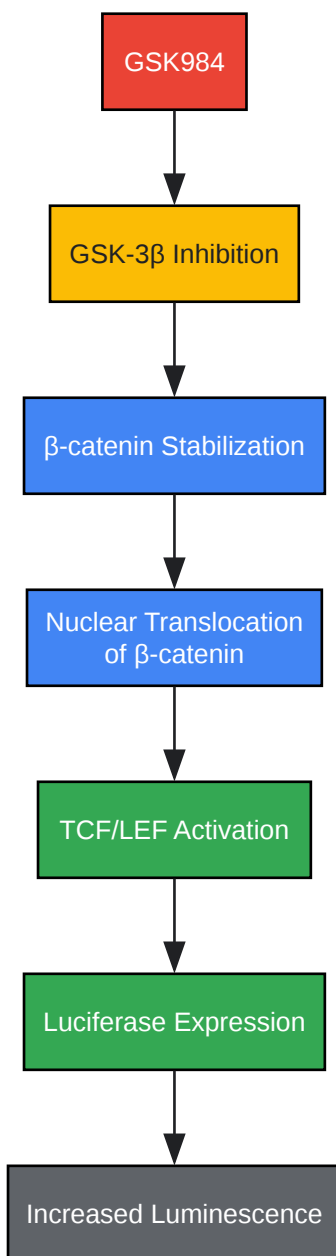 GSK984
GSK-3β Inhibition
β-catenin Stabilization
Nuclear Translocation
of β-catenin
TCF/LEF Activation
Luciferase Expression
Increased Luminescence